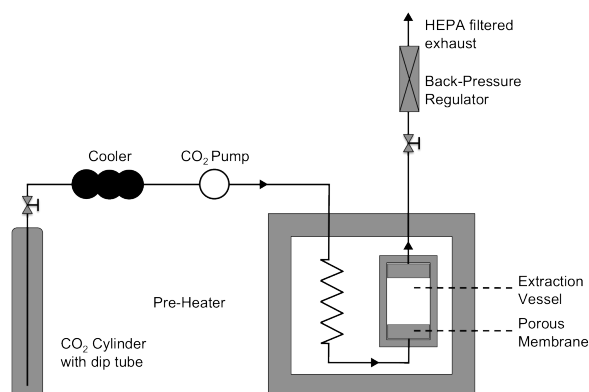 HEPA filtered
exhaust
Back-Pressure
Regulator
Cooler
CO₂ Pump
Extraction
Vessel
Pre-Heater
Porous
Membrane
CO₂ Cylinder
with dip tube